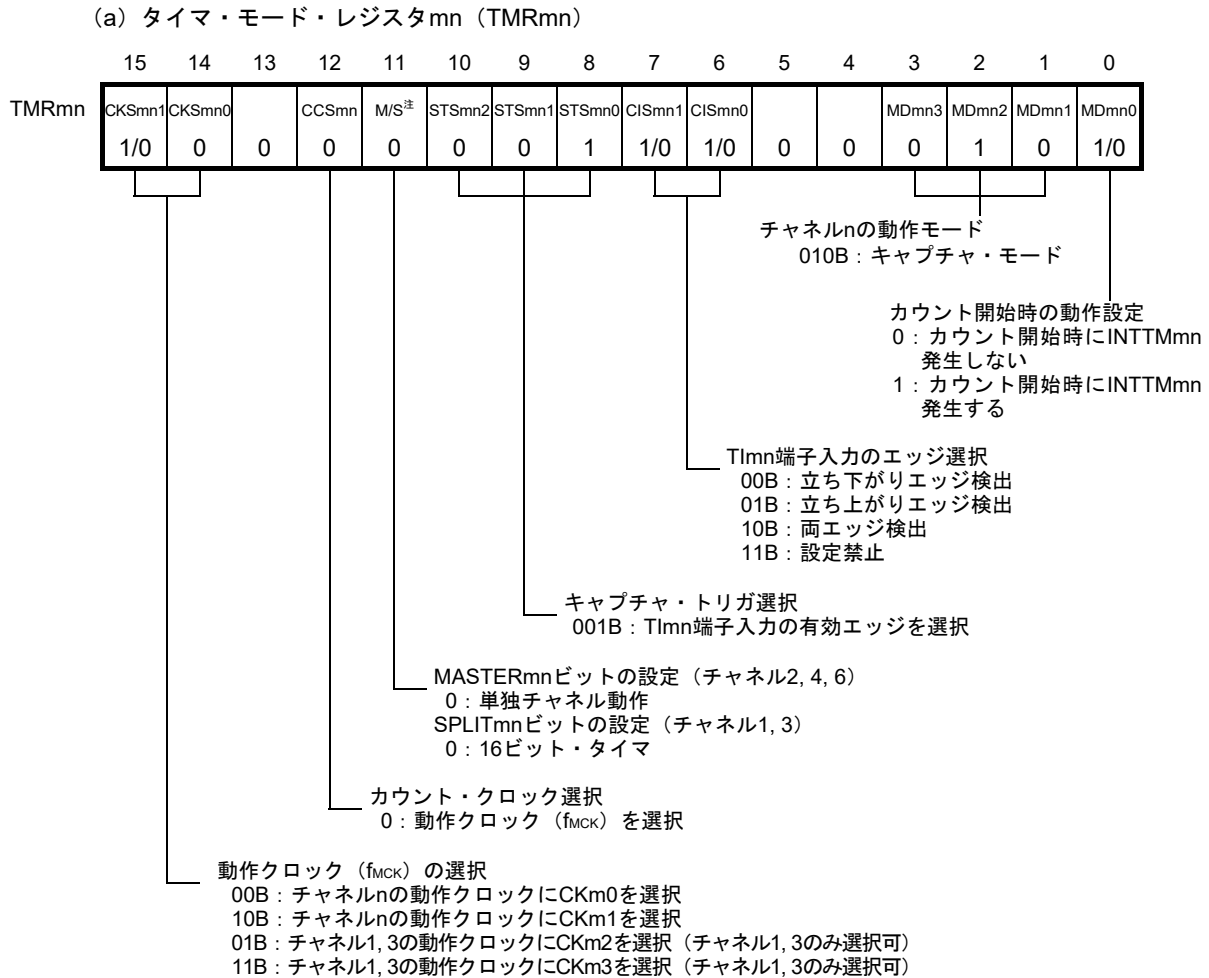 (a) タイマ・モード・レジスタmn（TMRmn）
15 14 13 12 11 10 9 8 7 6 5 4 3 2 1 0
TMRmn CKSmn1 CKSmn0 CCSmn M/S注 STSmn2 STSmn1 STSmn0 CISmn1 CISmn0 MDmn3 MDmn2 MDmn1 MDmn0
1/0 0 0 0 0 0 0 1 1/0 1/0 0 0 0 1 0 1/0
チャネルnの動作モード
010B：キャプチャ・モード
カウント開始時の動作設定
0：カウント開始時にINTTMmn
発生しない
1：カウント開始時にINTTMmn
発生する
TImn端子入力のエッジ選択
00B：立ち下がりエッジ検出
01B：立ち上がりエッジ検出
10B：両エッジ検出
11B：設定禁止
キャプチャ・トリガ選択
001B：TImn端子入力の有効エッジを選択
MASTERmnビットの設定（チャネル2, 4, 6）
0：単独チャネル動作
SPLITmnビットの設定（チャネル1, 3）
0：16ビット・タイマ
カウント・クロック選択
0：動作クロック（fMCK）を選択
動作クロック（fMCK）の選択
00B：チャネルnの動作クロックにCKm0を選択
10B：チャネルnの動作クロックにCKm1を選択
01B：チャネル1, 3の動作クロックにCKm2を選択（チャネル1, 3のみ選択可）
11B：チャネル1, 3の動作クロックにCKm3を選択（チャネル1, 3のみ選択可）